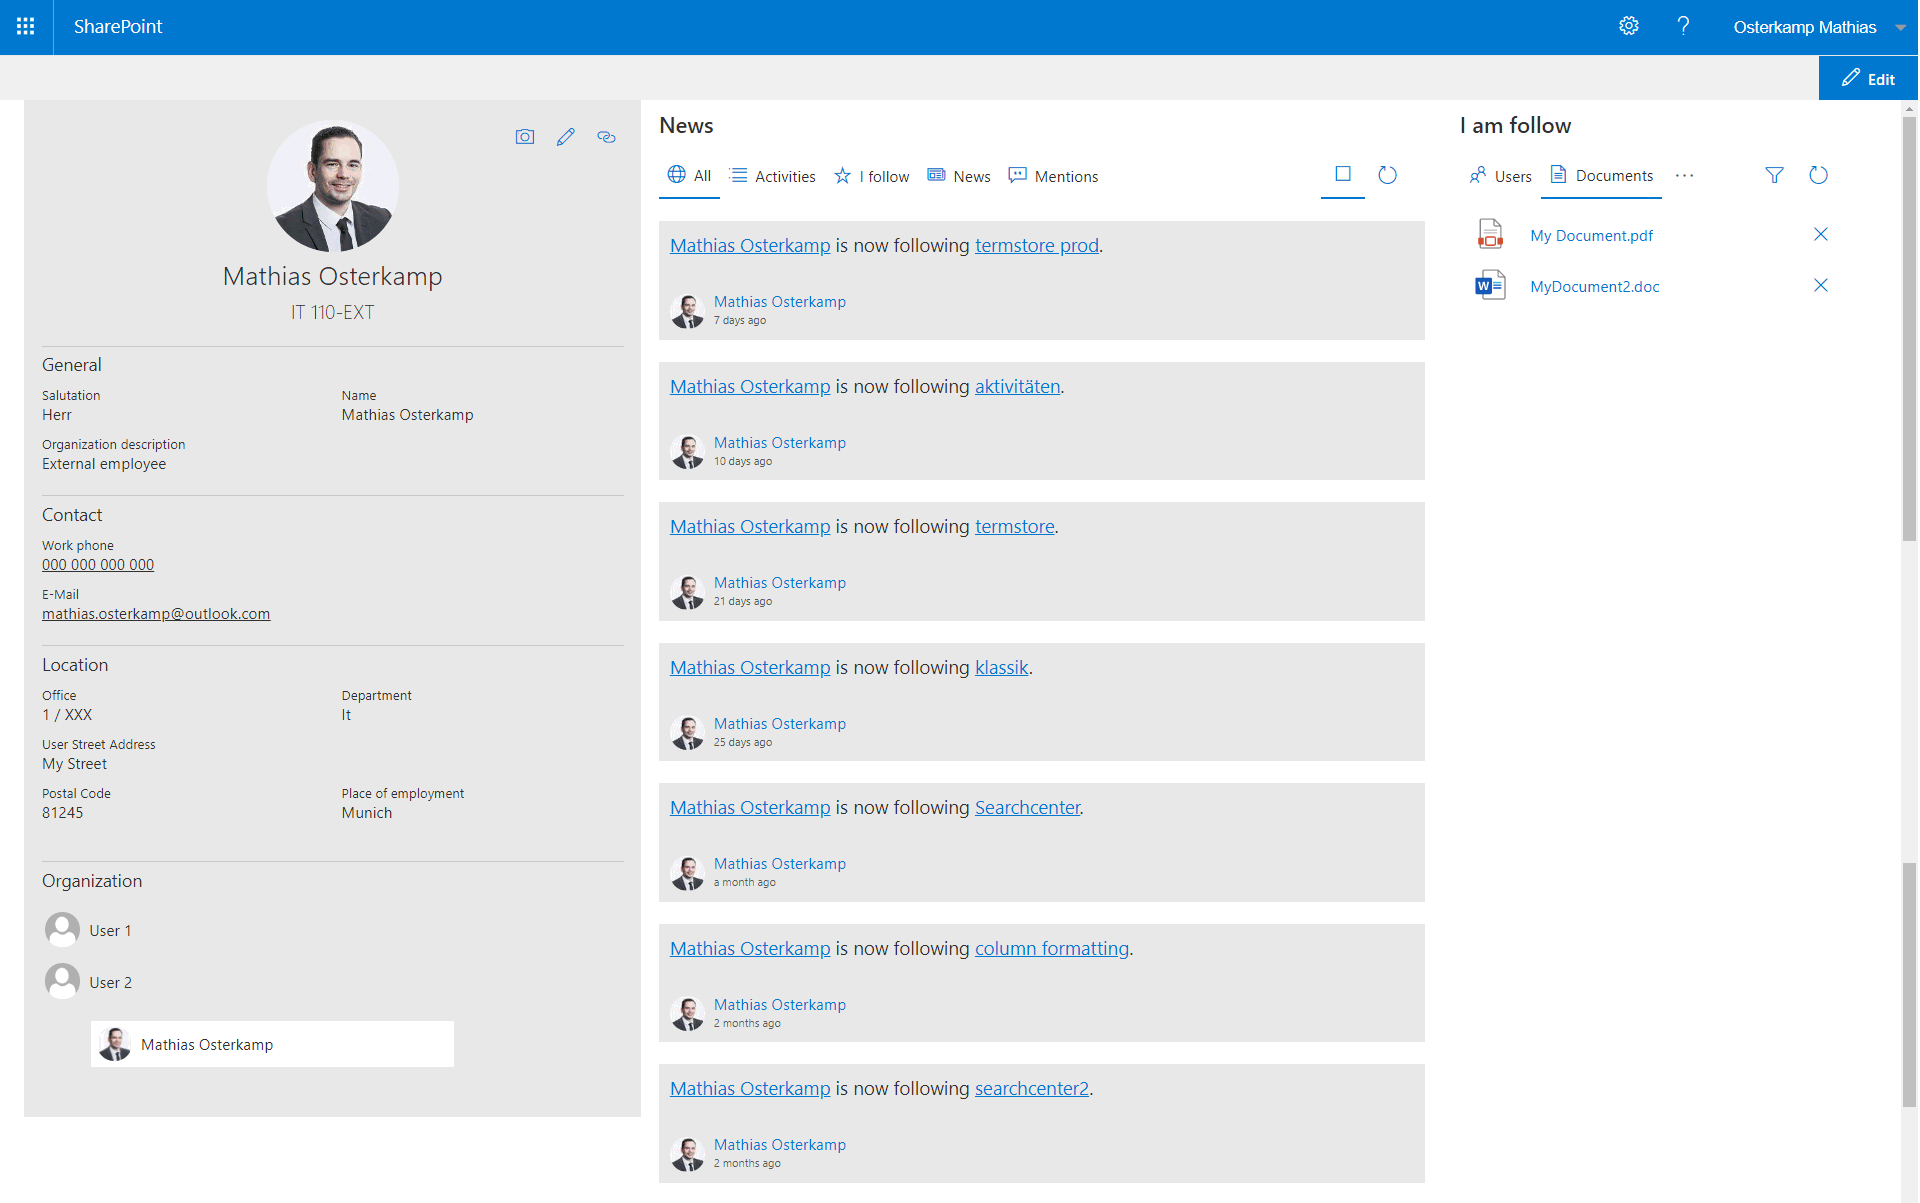 SharePoint
?
Osterkamp Mathias
Edit
Mathias Osterkamp
IT 110-EXT
General
Salutation
Herr
Name
Mathias Osterkamp
Organization description
External employee
Contact
Work phone
000 000 000 000
E-Mail
mathias.osterkamp@outlook.com
Location
Office
1 / XXX
Department
It
User Street Address
My Street
Postal Code
81245
Place of employment
Munich
Organization
User 1
User 2
Mathias Osterkamp
News
All Activities I follow News Mentions
Mathias Osterkamp is now following termstore prod.
Mathias Osterkamp
7 days ago
Mathias Osterkamp is now following aktivitäten.
Mathias Osterkamp
10 days ago
Mathias Osterkamp is now following termstore.
Mathias Osterkamp
21 days ago
Mathias Osterkamp is now following klassik.
Mathias Osterkamp
25 days ago
Mathias Osterkamp is now following Searchcenter.
Mathias Osterkamp
a month ago
Mathias Osterkamp is now following column formatting.
Mathias Osterkamp
2 months ago
Mathias Osterkamp is now following searchcenter2.
Mathias Osterkamp
2 months ago
I am follow
Users Documents ...
My Document.pdf
W
MyDocument2.doc